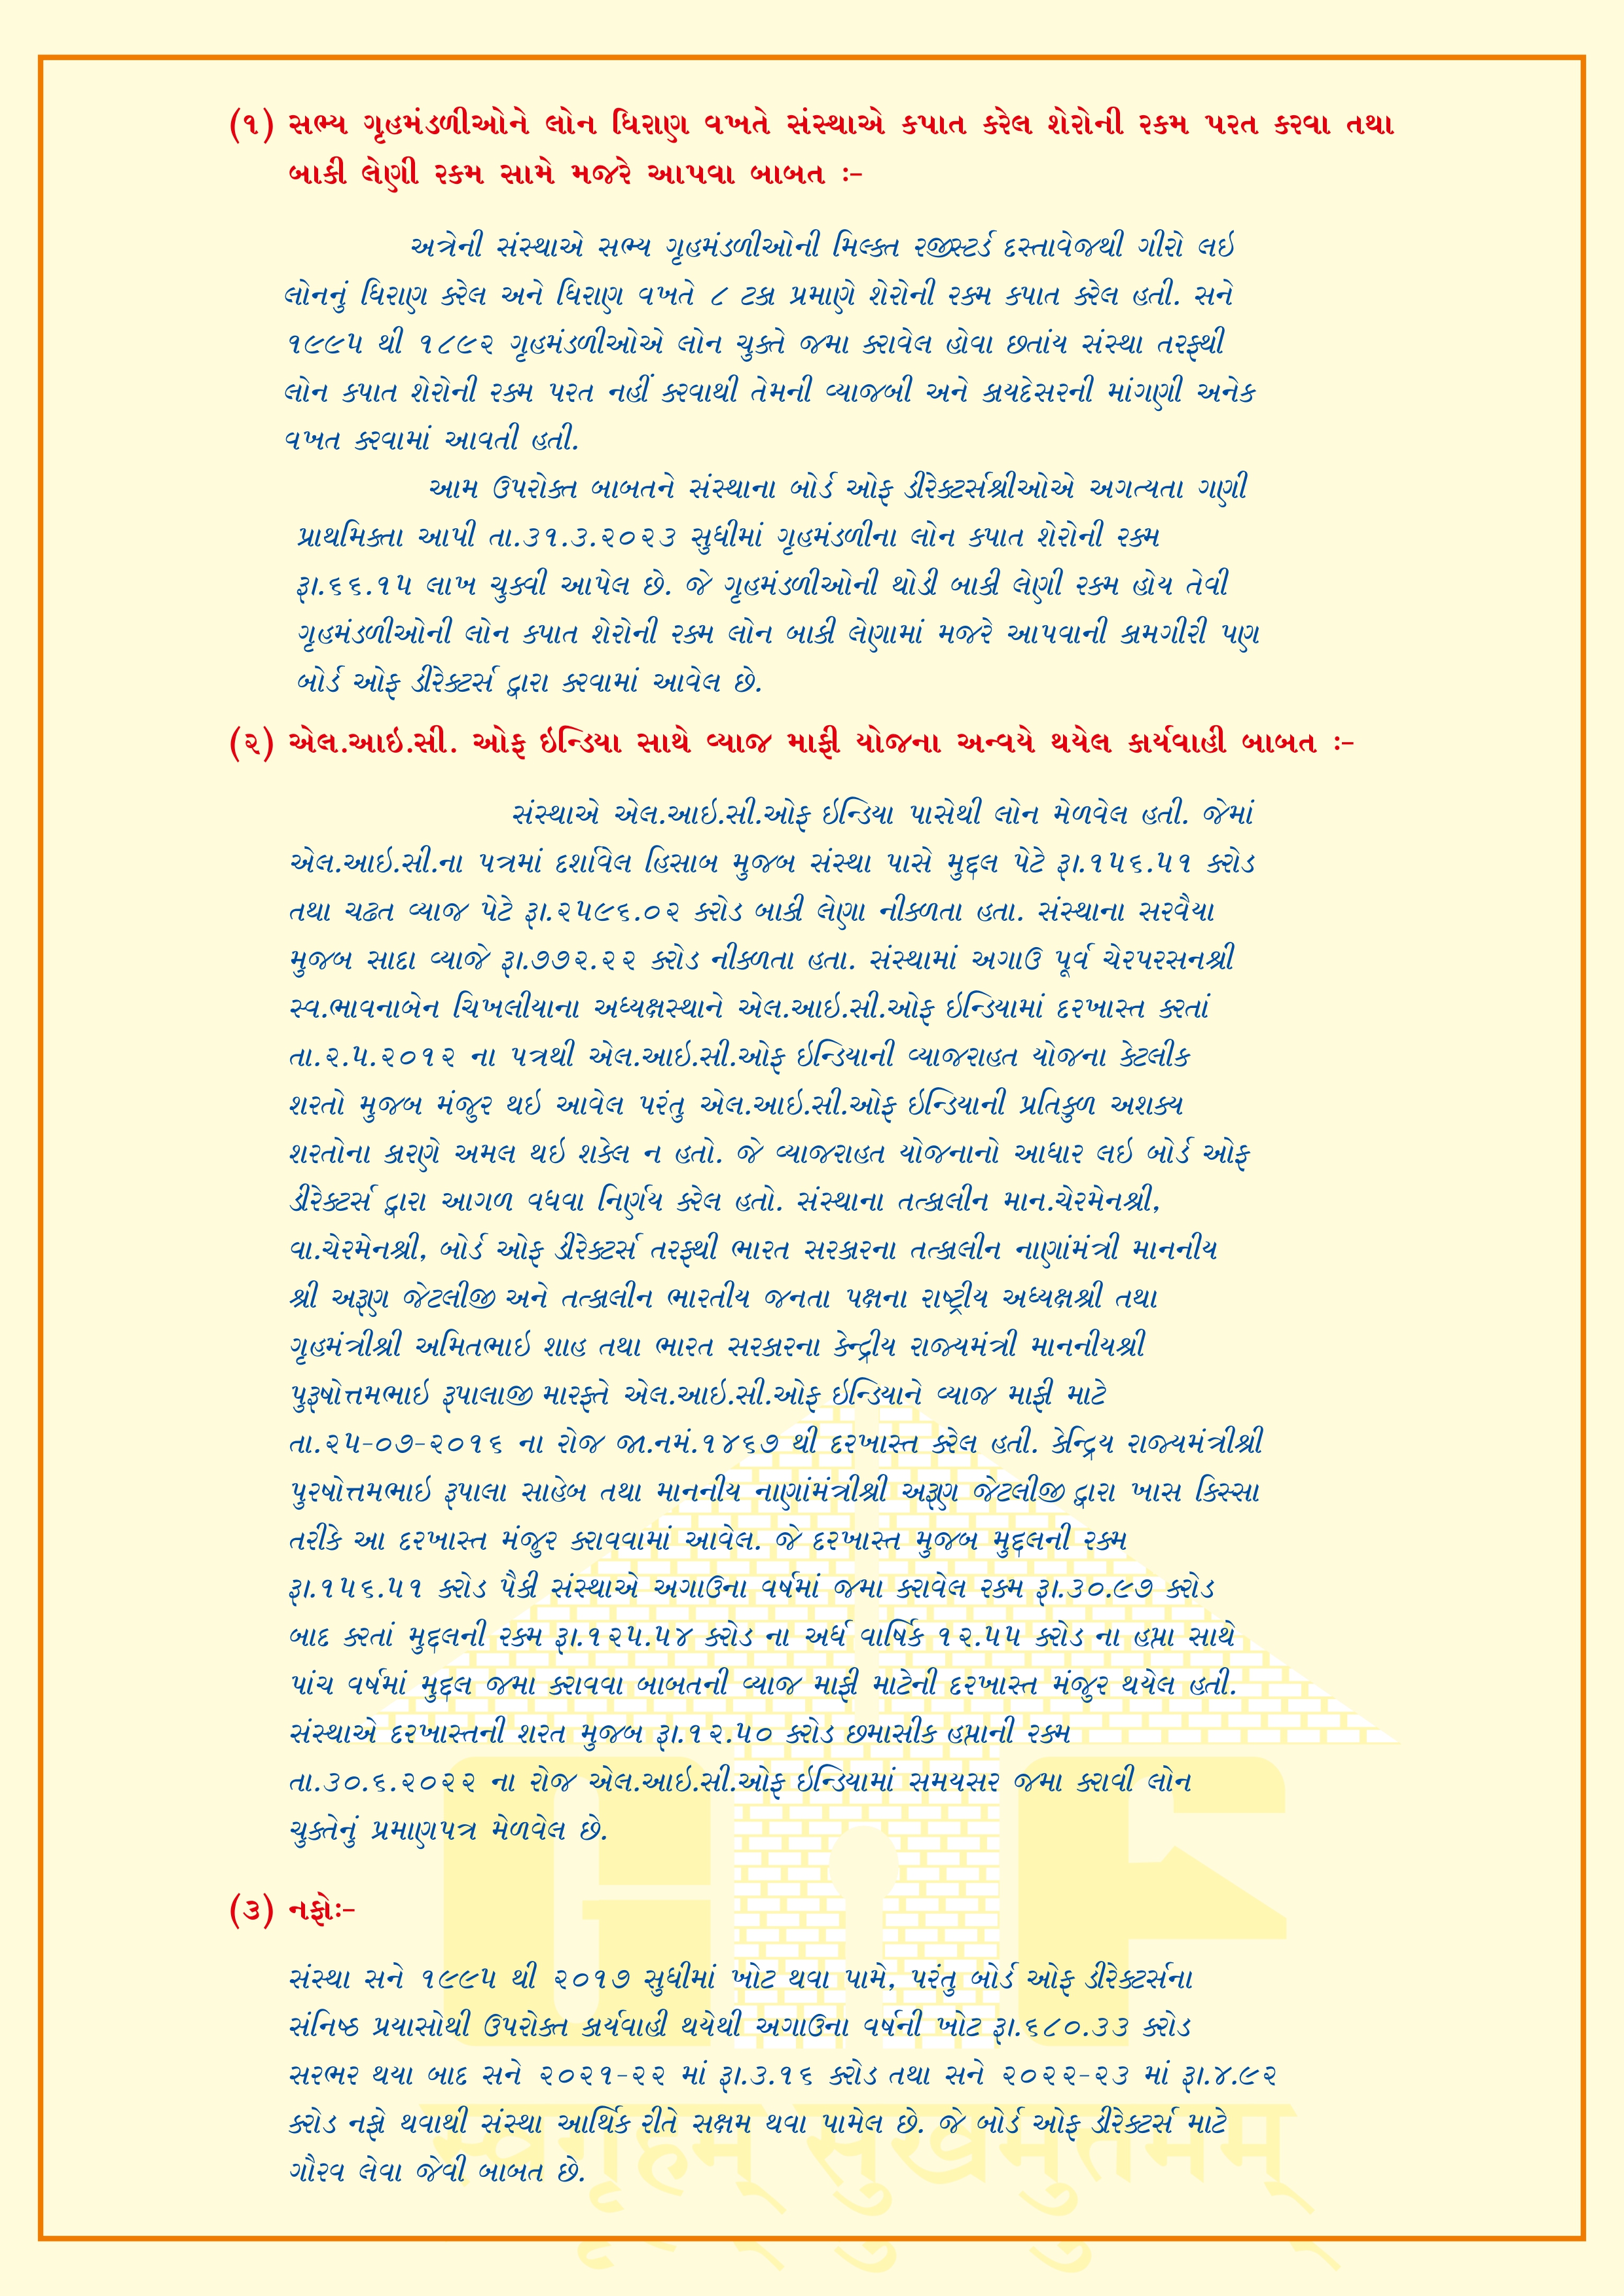 (૧) સભ્ય ગૃહમંડળીઓને લોન ધિરાણ વખતે સંસ્થાએ કપાત કરેલ શેરોની રકમ પરત કરવા તથા
બાકી લેણી રકમ સામે મજરે આપવા બાબત :-
અત્રેની સંસ્થાએ સભ્ય ગૃહમંડળીઓની મિલ્કત રજીસ્ટર્ડ દસ્તાવેજથી ગીરો લઇ
લોનનું ધિરાણ કરેલ અને ધિરાણ વખતે ૮ ટકા પ્રમાણે શેરોની રકમ કપાત કરેલ હતી. સને
૧૯૯૫ થી ૧૮૯૨ ગૃહમંડળીઓએ લોન ચુકતે જમા કરાવેલ હોવા છતાંય સંસ્થા તરફથી
લોન કપાત શેરોની રકમ પરત નહીં કરવાથી તેમની વ્યાજબી અને કાયદેસરની માંગણી અનેક
વખત કરવામાં આવતી હતી.
આમ ઉપરોક્ત બાબતને સંસ્થાના બોર્ડ ઓફ ડીરેક્ટર્સશ્રીઓએ અગત્યતા ગણી
પ્રાથમિક્તા આપી તા.૩૧.૩.૨૦૨૩ સુધીમાં ગૃહમંડળીના લોન કપાત શેરોની રકમ
રૂા.૬૬.૧૫ લાખ ચુકવી આપેલ છે. જે ગૃહમંડળીઓની થોડી બાકી લેણી રકમ હોય તેવી
ગૃહમંડળીઓની લોન કપાત શેરોની રકમ લોન બાકી લેણામાં મજરે આપવાની કામગીરી પણ
બોર્ડ ઓફ ડીરેક્ટર્સ દ્વારા કરવામાં આવેલ છે.
(૨) એલ.આઇ.સી. ઓફ ઇન્ડિયા સાથે વ્યાજ માફી યોજના અન્વયે થયેલ કાર્યવાહી બાબત :-
સંસ્થાએ એલ.આઇ.સી.ઓફ ઇન્ડિયા પાસેથી લોન મેળવેલ હતી. જેમાં
એલ.આઇ.સી.ના પત્રમાં દર્શાવેલ હિસાબ મુજબ સંસ્થા પાસે મુદ્દલ પેટે રૂા.૧૫૬.૫૧ કરોડ
તથા ચઢત વ્યાજ પેટે રૂા.૨૫૯૬.૦૨ કરોડ બાકી લેણા નીકળતા હતા. સંસ્થાના સરવૈયા
મુજબ સાદા વ્યાજે રૂા.૭૭૨.૨૨ કરોડ નીકળતા હતા. સંસ્થામાં અગાઉ પૂર્વ ચેરપરસનશ્રી
સ્વ.ભાવનાબેન ચિખલીયાના અધ્યક્ષસ્થાને એલ.આઇ.સી.ઓફ ઇન્ડિયામાં દરખાસ્ત કરતાં
તા.૨.૫.૨૦૧૨ ના પત્રથી એલ.આઇ.સી.ઓફ ઇન્ડિયાની વ્યાજરાહત યોજના કેટલીક
શરતો મુજબ મંજુર થઇ આવેલ પરંતુ એલ.આઇ.સી.ઓફ ઇન્ડિયાની પ્રતિકુળ અશક્ય
શરતોના કારણે અમલ થઇ શકેલ ન હતો. જે વ્યાજરાહત યોજનાનો આધાર લઇ બોર્ડ ઓફ
ડીરેક્ટર્સ દ્વારા આગળ વધવા નિર્ણય કરેલ હતો. સંસ્થાના તત્કાલીન માન.ચેરમેનશ્રી,
વા.ચેરમેનશ્રી, બોર્ડ ઓફ ડીરેક્ટર્સ તરફથી ભારત સરકારના તત્કાલીન નાણાંમંત્રી માનનીય
શ્રી અરૂણ જેટલીજી અને તત્કાલીન ભારતીય જનતા પક્ષના રાષ્ટ્રીય અધ્યક્ષશ્રી તથા
ગૃહમંત્રીશ્રી અમિતભાઇ શાહ તથા ભારત સરકારના કેન્દ્રીય રાજ્યમંત્રી માનનીયશ્રી
પુરૂષોત્તમભાઇ રૂપાલાજી મારફતે એલ.આઇ.સી.ઓફ ઇન્ડિયાને વ્યાજ માફી માટે
તા.૨૫-૦૭-૨૦૧૬ ના રોજ જા.નમં.૧૪૬૭ થી દરખાસ્ત કરેલ હતી. કેન્દ્રિય રાજ્યમંત્રીશ્રી
પુરષોત્તમભાઇ રૂપાલા સાહેબ તથા માનનીય નાણાંમંત્રીશ્રી અરૂણ જેટલીજી દ્વારા ખાસ કિસ્સા
તરીકે આ દરખાસ્ત મંજુર કરાવવામાં આવેલ. જે દરખાસ્ત મુજબ મુદ્દલની રકમ
રૂા.૧૫૬.૫૧ કરોડ પૈકી સંસ્થાએ અગાઉના વર્ષમાં જમા કરાવેલ રકમ રૂા.૩૦.૯૭ કરોડ
બાદ કરતાં મુદ્દલની રકમ રૂા.૧૨૫.૫૪ કરોડ ના અર્ધ વાર્ષિક ૧૨.૫૫ કરોડ ના હપ્તા સાથે
પાંચ વર્ષમાં મુદ્દલ જમા કરાવવા બાબતની વ્યાજ માફી માટેની દરખાસ્ત મંજુર થયેલ હતી.
સંસ્થાએ દરખાસ્તની શરત મુજબ રૂા.૧૨.૫૦ કરોડ છમાસીક હપ્તાની રકમ
તા.૩૦.૬.૨૦૨૨ ના રોજ એલ.આઇ.સી.ઓફ ઇન્ડિયામાં સમયસર જમા કરાવી લોન
ચુક્તેનું પ્રમાણપત્ર મેળવેલ છે.
(૩) નફો:-
સંસ્થા સને ૧૯૯૫ થી ૨૦૧૭ સુધીમાં ખોટ થવા પામે, પરંતુ બોર્ડ ઓફ ડીરેક્ટર્સના
સંનિષ્ઠ પ્રયાસોથી ઉપરોક્ત કાર્યવાહી થયેથી અગાઉના વર્ષની ખોટ રૂા.૬૮૦.૩૩ કરોડ
સરભર થયા બાદ સને ૨૦૨૧-૨૨ માં રૂા.૩.૧૬ કરોડ તથા સને ૨૦૨૨-૨૩ માં રૂા.૪.૯૨
કરોડ નફો થવાથી સંસ્થા આર્થિક રીતે સક્ષમ થવા પામેલ છે. જે બોર્ડ ઓફ ડીરેક્ટર્સ માટે
ગૌરવ લેવા જેવી બાબત છે.
स्वगृहम् सुखमुतमम्